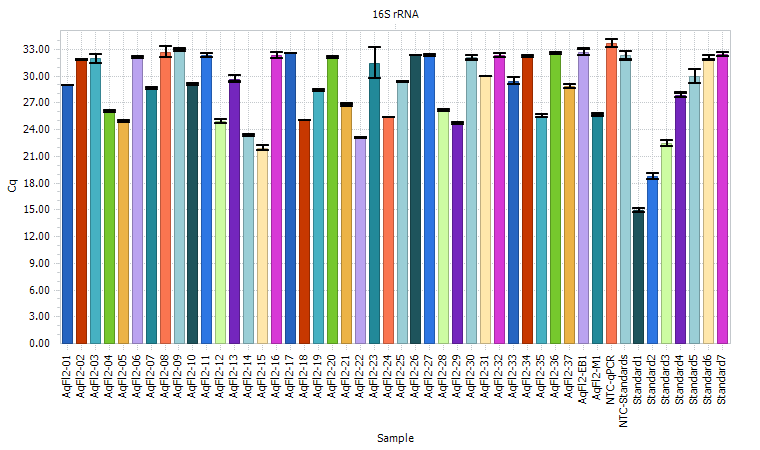 16S rRNA
33.00
30.00
27.00
24.00
21.00
18.00
15.00
12.00
9.00
6.00
3.00
0.00
Cq
AqFl2-01
AqFl2-02
AqFl2-03
AqFl2-04
AqFl2-05
AqFl2-06
AqFl2-07
AqFl2-08
AqFl2-09
AqFl2-10
AqFl2-11
AqFl2-12
AqFl2-13
AqFl2-14
AqFl2-15
AqFl2-16
AqFl2-17
AqFl2-18
AqFl2-19
AqFl2-20
AqFl2-21
AqFl2-22
AqFl2-23
AqFl2-24
AqFl2-25
AqFl2-26
AqFl2-27
AqFl2-28
AqFl2-29
AqFl2-30
AqFl2-31
AqFl2-32
AqFl2-33
AqFl2-34
AqFl2-35
AqFl2-36
AqFl2-37
AqFl2-EB1
AqFl2-M1
NTC-qPCR
NTC-Standards
Standard1
Standard2
Standard3
Standard4
Standard5
Standard6
Standard7
Sample